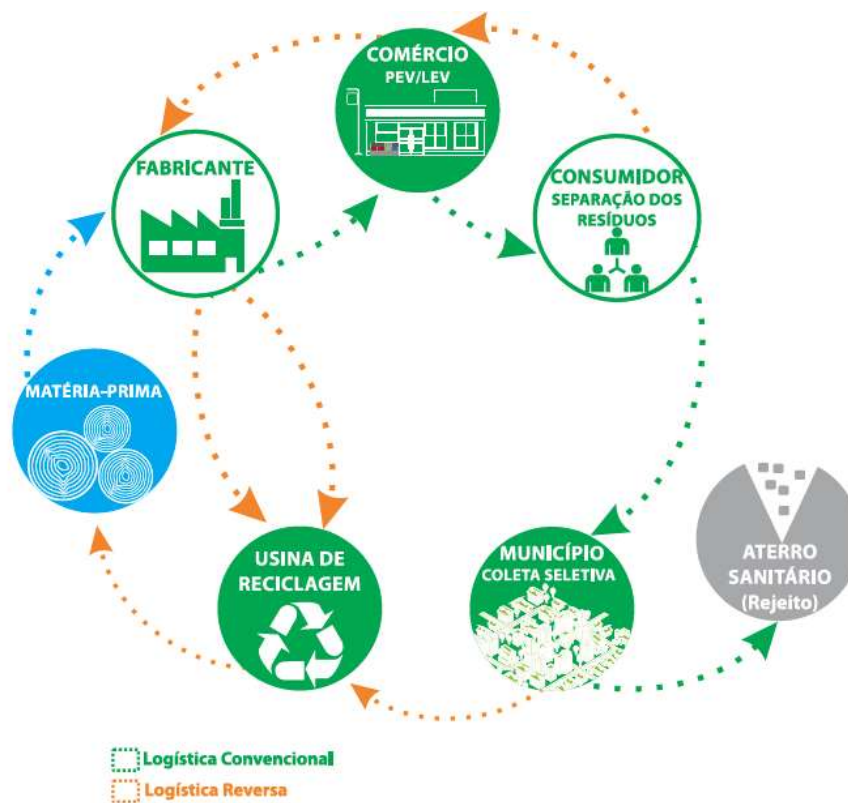 COMÉRCIO
PEV/LEV
FABRICANTE
CONSUMIDOR
SEPARAÇÃO DOS
RESÍDUOS
MATÉRIA-PRIMA
USINA DE
RECICLAGEM
MUNICÍPIO
COLETA SELETIVA
ATERRO
SANITÁRIO
(Rejeito)
Logística Convencional
Logística Reversa